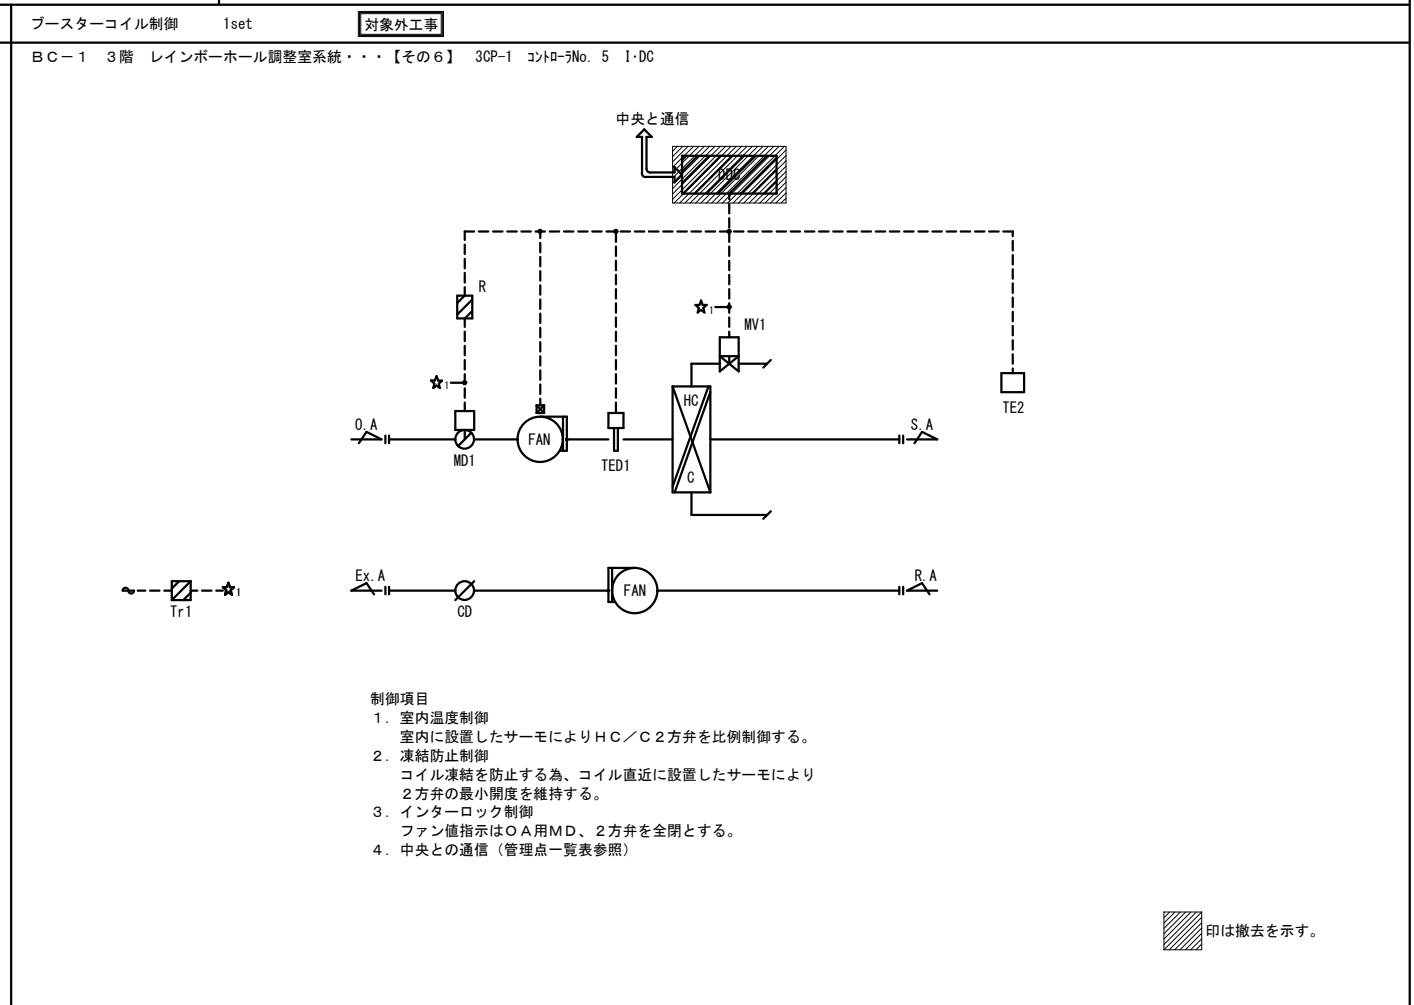 ブースターコイル制御 1set 対象外工事
BC－1 3階 レインボーホール調整室系統・・・【その6】 3CP-1 ｺﾝﾄﾛｰﾗNo. 5 I･DC
中央と通信
DDC
R
☆1
MV1
☆1
TE2
HC
O.A
S.A
FAN
MD1
TED1
C
Ex.A
R.A
FAN
☆1
Tr1
CD
制御項目
1．室内温度制御
室内に設置したサーモによりHC／C2方弁を比例制御する。
2．凍結防止制御
コイル凍結を防止する為、コイル直近に設置したサーモにより
2方弁の最小開度を維持する。
3．インターロック制御
ファン値指示はOA用MD、2方弁を全閉とする。
4．中央との通信（管理点一覧表参照）
印は撤去を示す。